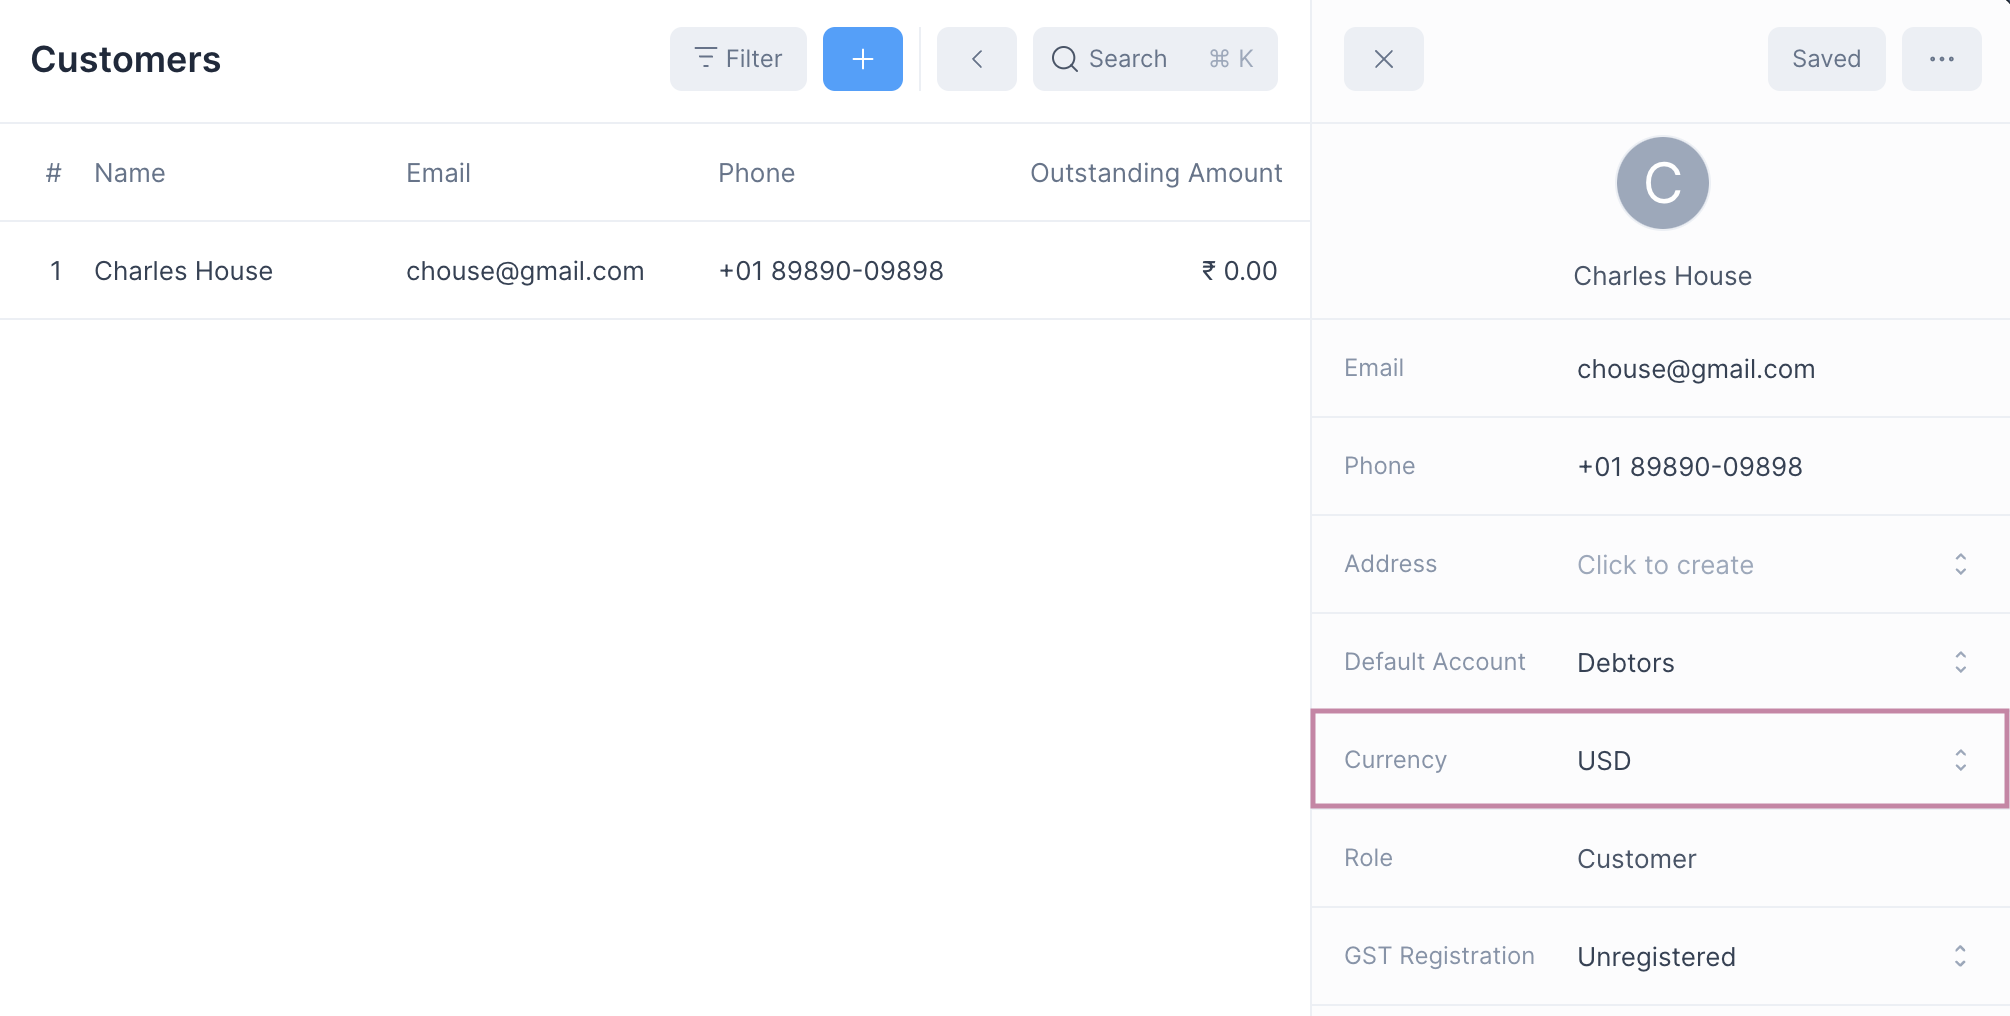 Customers
Filter
Search ⌘ K
Saved
# Name Email Phone Outstanding Amount
1 Charles House chouse@gmail.com +01 89890-09898 ₹ 0.00
C
Charles House
Email chouse@gmail.com
Phone +01 89890-09898
Address Click to create
Default Account Debtors
Currency USD
Role Customer
GST Registration Unregistered